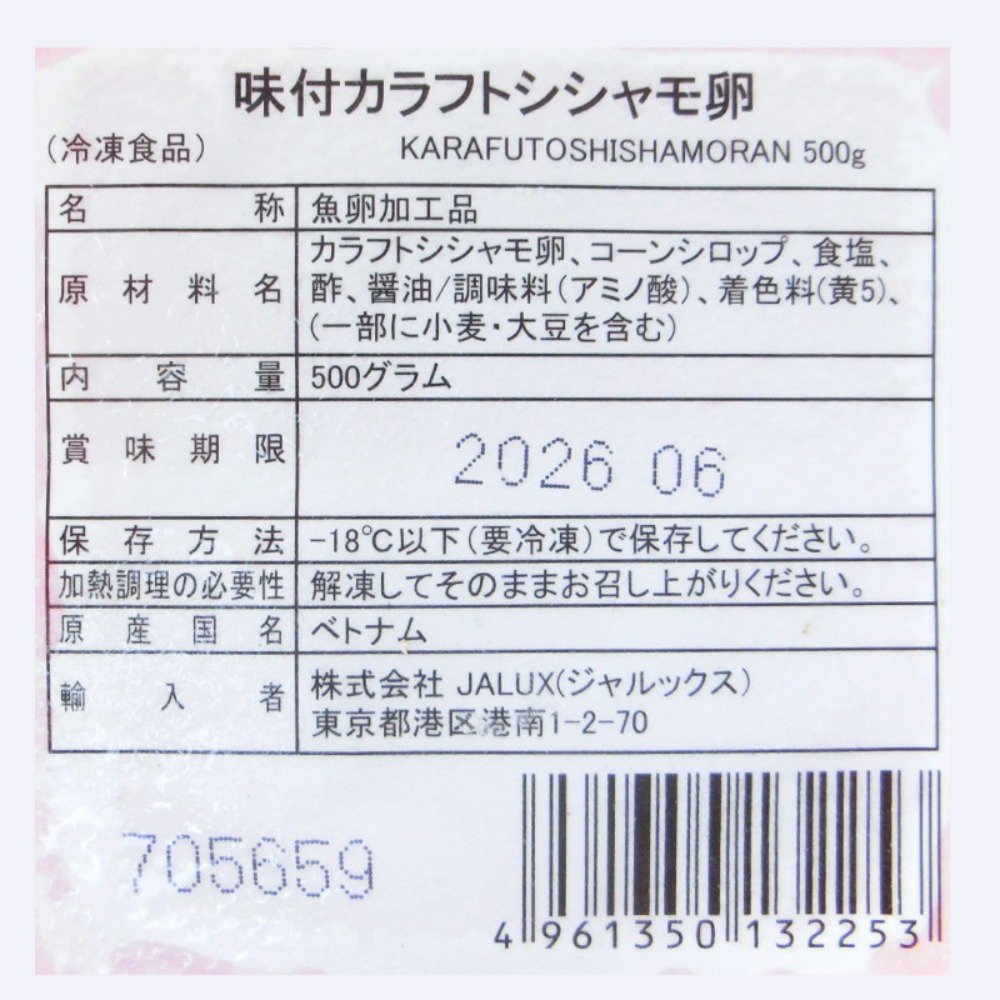 味付カラフトシシャモ卵
(冷凍食品) KARAFUTOSHISHAMORAN 500g
名称 魚卵加工品
原材料名 カラフトシシャモ卵、コーンシロップ、食塩、
酢、醤油/調味料(アミノ酸)、着色料(黄5)、
(一部に小麦・大豆を含む)
内容量 500グラム
賞味期限 2026 06
保存方法 -18℃以下(要冷凍)で保存してください。
加熱調理の必要性 解凍してそのままお召し上がりください。
原産国名 ベトナム
輸入者 株式会社 JALUX(ジャルックス)
東京都港区港南1-2-70
705659
4 961350 132253